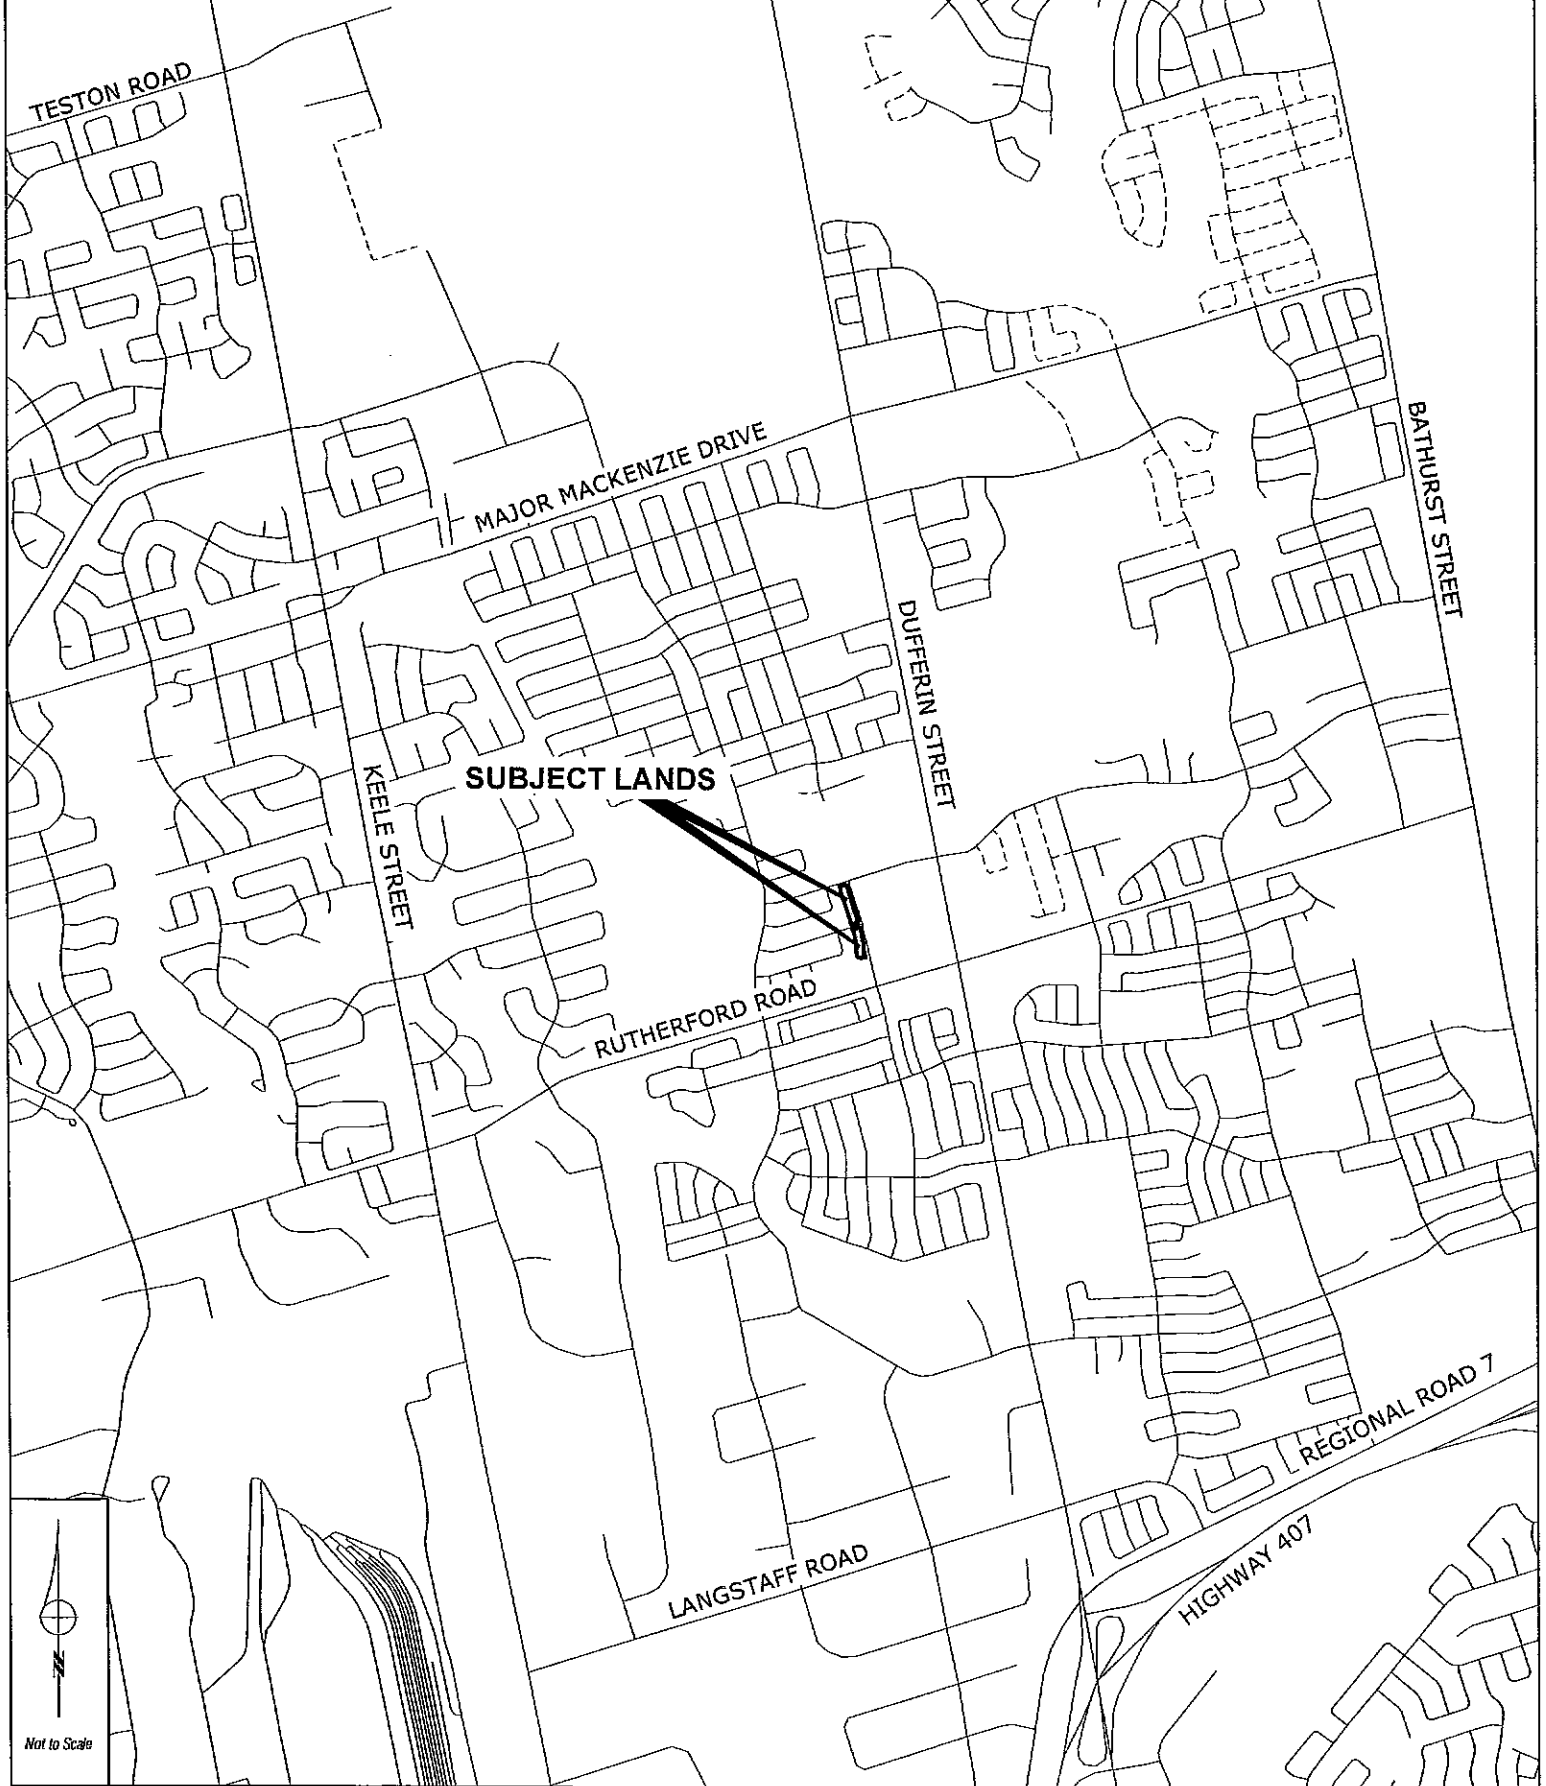 TESTON ROAD
MAJOR MACKENZIE DRIVE
BATHURST STREET
DUFFERIN STREET
KEELE STREET
SUBJECT LANDS
RUTHERFORD ROAD
REGIONAL ROAD 7
LANGSTAFF ROAD
HIGHWAY 407
N
Not to Scale